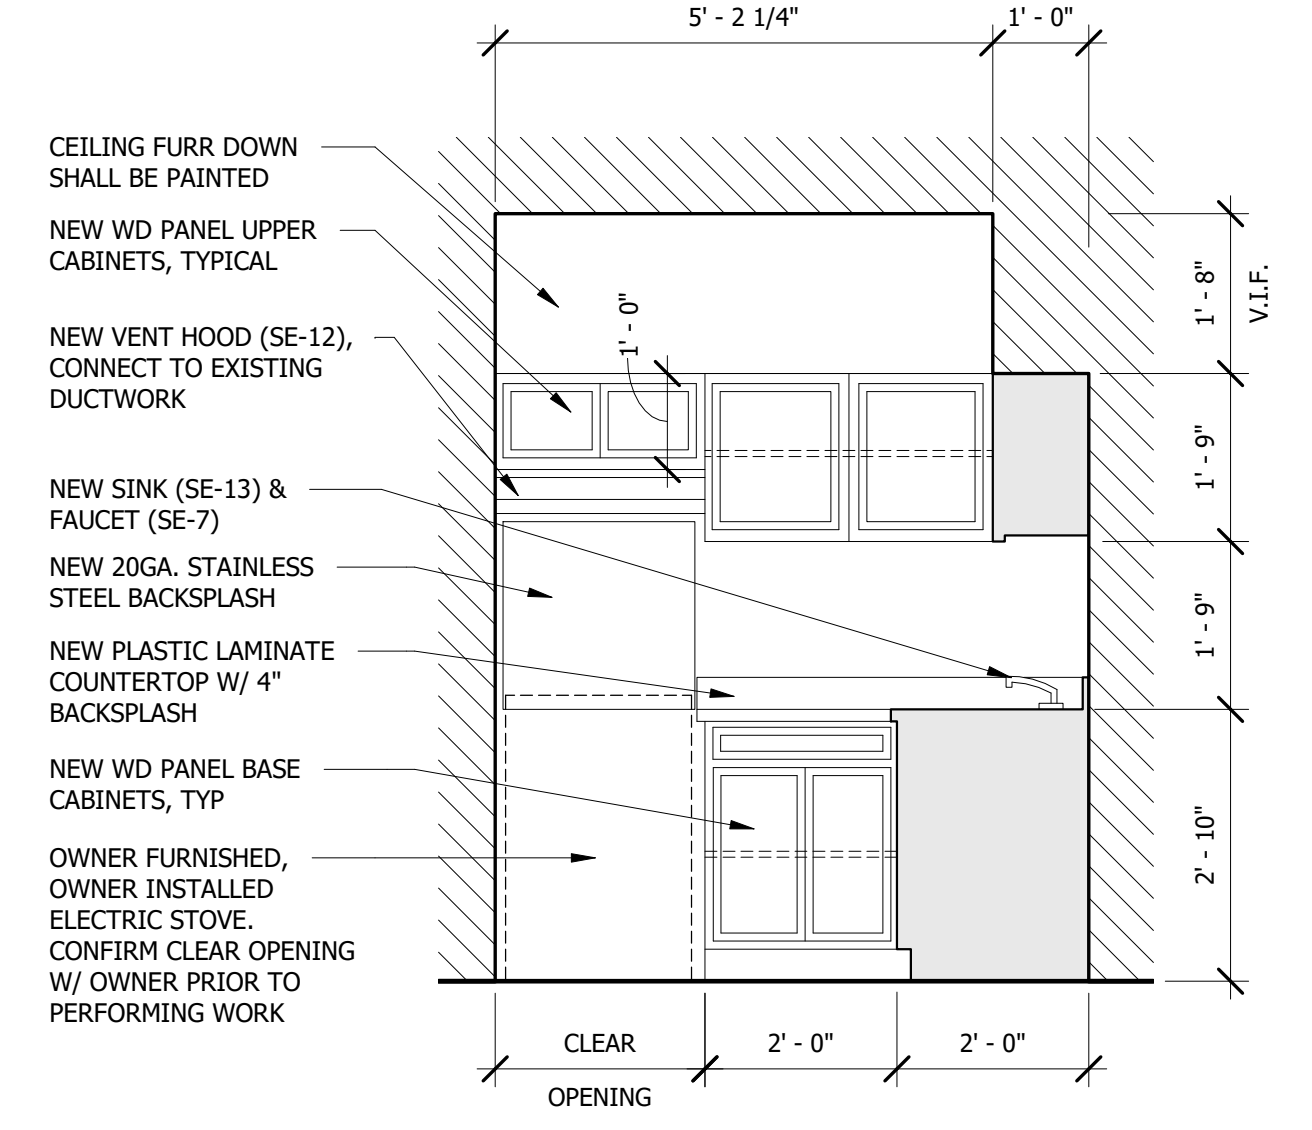 5' - 2 1/4"
1' - 0"
CEILING FURR DOWN
SHALL BE PAINTED
NEW WD PANEL UPPER
CABINETS, TYPICAL
NEW VENT HOOD (SE-12),
CONNECT TO EXISTING
DUCTWORK
NEW SINK (SE-13) &
FAUCET (SE-7)
NEW 20GA. STAINLESS
STEEL BACKSPLASH
NEW PLASTIC LAMINATE
COUNTERTOP W/ 4"
BACKSPLASH
NEW WD PANEL BASE
CABINETS, TYP
OWNER FURNISHED,
OWNER INSTALLED
ELECTRIC STOVE.
CONFIRM CLEAR OPENING
W/ OWNER PRIOR TO
PERFORMING WORK
1' - 0"
1' - 8"
V.I.F.
1' - 9"
1' - 9"
2' - 10"
CLEAR
OPENING
2' - 0"
2' - 0"